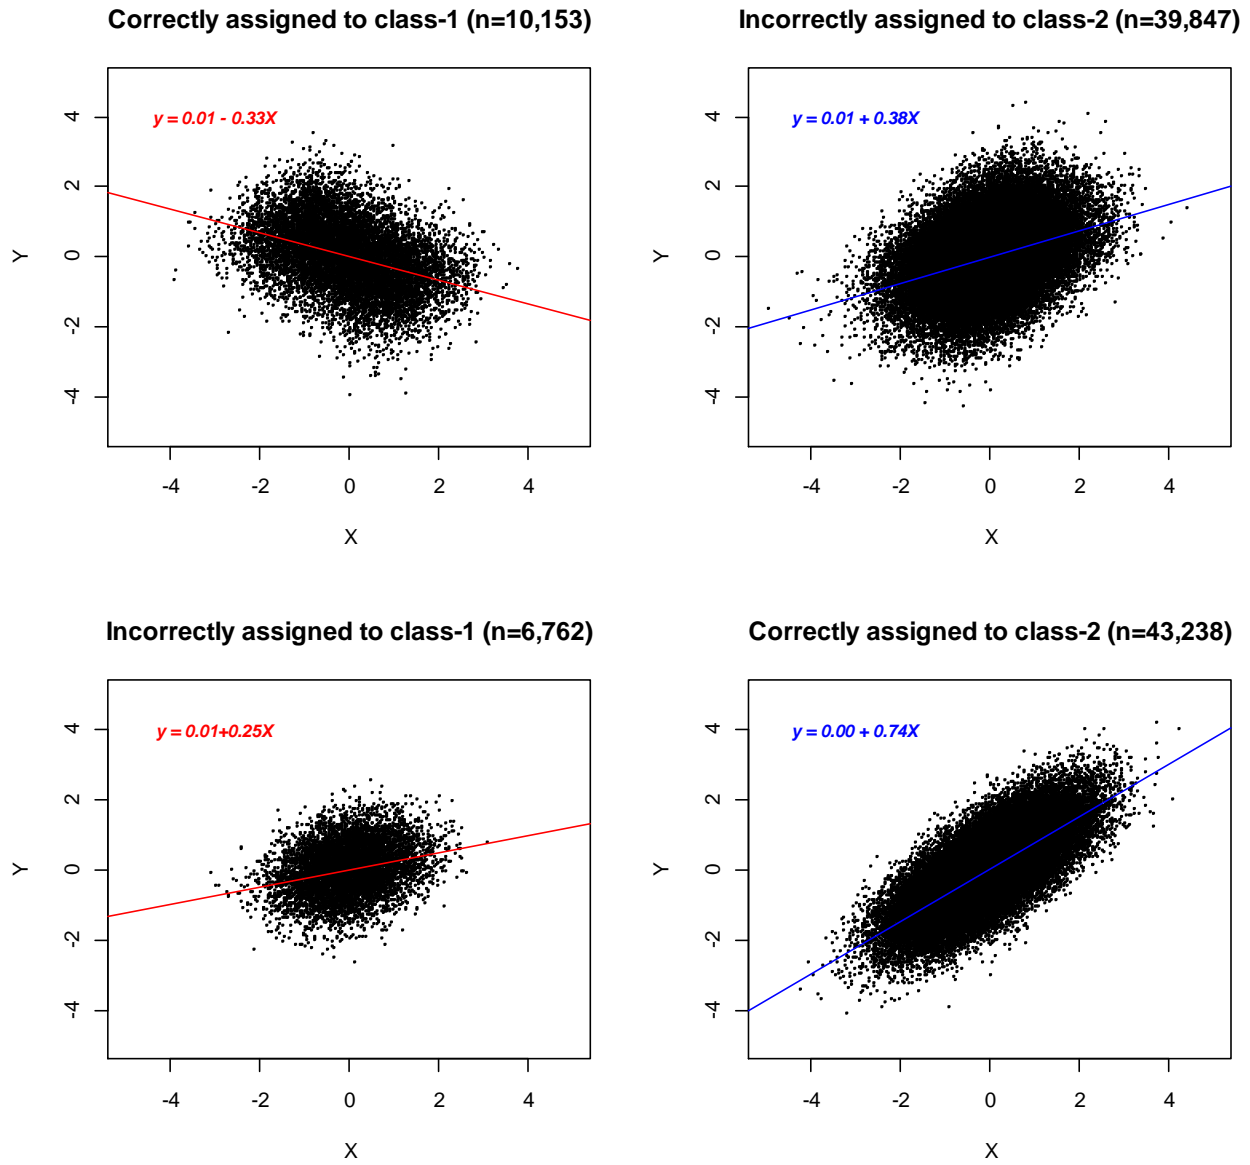 Correctly assigned to class-1 (n=10,153)
y = 0.01 - 0.33X
Y
4
2
0
-2
-4
-4 -2 0 2 4
X
Incorrectly assigned to class-2 (n=39,847)
y = 0.01 + 0.38X
Y
4
2
0
-2
-4
-4 -2 0 2 4
X
Incorrectly assigned to class-1 (n=6,762)
y = 0.01+0.25X
Y
4
2
0
-2
-4
-4 -2 0 2 4
X
Correctly assigned to class-2 (n=43,238)
y = 0.00 + 0.74X
Y
4
2
0
-2
-4
-4 -2 0 2 4
X